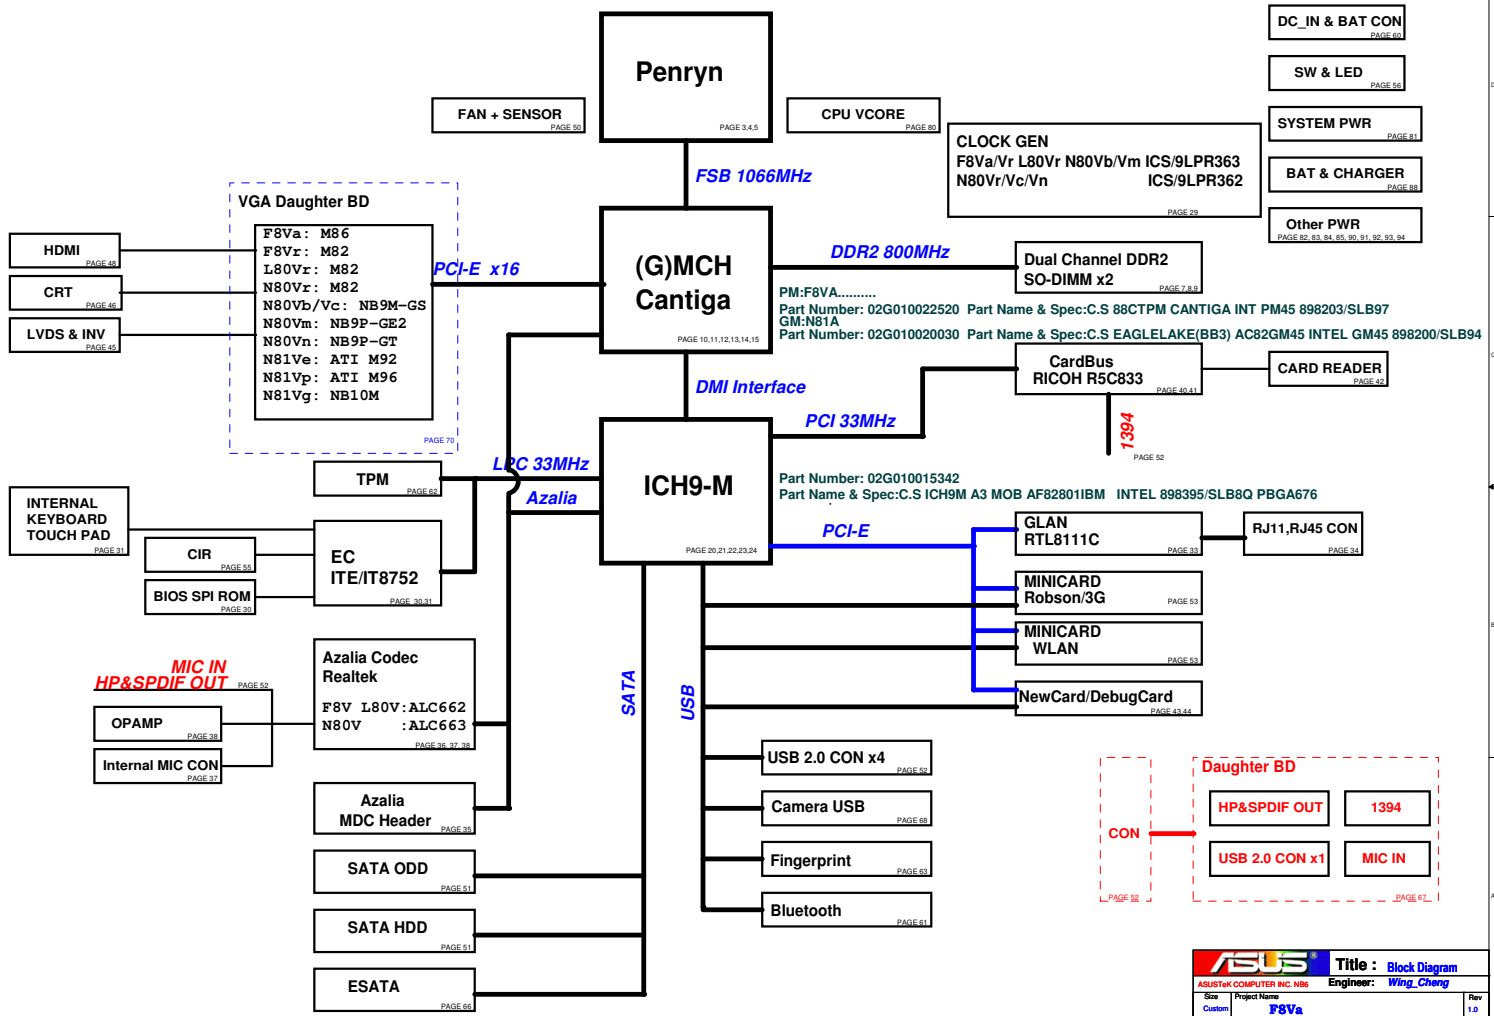 Penryn
PAGE 3,4,5
FAN + SENSOR
PAGE 50
CPU VCORE
PAGE 80
DC_IN & BAT CON
PAGE 60
SW & LED
PAGE 56
SYSTEM PWR
PAGE 81
BAT & CHARGER
PAGE 88
Other PWR
PAGE 82, 83, 84, 85, 90, 91, 92, 93, 94
CLOCK GEN
F8Va/Vr L80Vr N80Vb/Vm ICS/9LPR363
N80Vr/Vc/Vn ICS/9LPR362
PAGE 29
FSB 1066MHz
VGA Daughter BD
F8Va: M86
F8Vr: M82
L80Vr: M82
N80Vr: M82
N80Vb/Vc: NB9M-GS
N80Vm: NB9P-GE2
N80Vn: NB9P-GT
N81Ve: ATI M92
N81Vp: ATI M96
N81Vg: NB10M
PAGE 70
HDMI
PAGE 48
CRT
PAGE 46
LVDS & INV
PAGE 45
PCI-E x16
(G)MCH
Cantiga
PAGE 10,11,12,13,14,15
DDR2 800MHz
Dual Channel DDR2
SO-DIMM x2
PAGE 7,8,9
PM:F8VA..........
Part Number: 02G010022520 Part Name & Spec:C.S 88CTPM CANTIGA INT PM45 898203/SLB97
GM:N81A
Part Number: 02G010020030 Part Name & Spec:C.S EAGLELAKE(BB3) AC82GM45 INTEL GM45 898200/SLB94
DMI Interface
CardBus
RICOH R5C833
PAGE 40,41
CARD READER
PAGE 42
PCI 33MHz
1394
PAGE 52
LPC 33MHz
Azalia
ICH9-M
PAGE 20,21,22,23,24
Part Number: 02G010015342
Part Name & Spec:C.S ICH9M A3 MOB AF82801IBM INTEL 898395/SLB8Q PBGA676
TPM
PAGE 62
INTERNAL
KEYBOARD
TOUCH PAD
PAGE 31
CIR
PAGE 55
BIOS SPI ROM
PAGE 30
EC
ITE/IT8752
PAGE 30,31
PCI-E
GLAN
RTL8111C
PAGE 33
RJ11,RJ45 CON
PAGE 34
MINICARD
Robson/3G
PAGE 53
MINICARD
WLAN
PAGE 53
NewCard/DebugCard
PAGE 43,44
MIC IN
HP&SPDIF OUT
PAGE 52
OPAMP
PAGE 38
Internal MIC CON
PAGE 37
Azalia Codec
Realtek
F8V L80V:ALC662
N80V :ALC663
PAGE 36, 37, 38
Azalia
MDC Header
PAGE 35
SATA
USB
SATA ODD
PAGE 51
SATA HDD
PAGE 51
ESATA
PAGE 66
USB 2.0 CON x4
PAGE 52
Camera USB
PAGE 68
Fingerprint
PAGE 63
Bluetooth
PAGE 61
CON
PAGE 52
Daughter BD
HP&SPDIF OUT
1394
USB 2.0 CON x1
MIC IN
PAGE 67
ASUS
ASUSTeK COMPUTER INC. NB6
Title : Block Diagram
Engineer: Wing_Cheng
Size
Custom
Project Name
F8Va
Rev
1.0
D
C
B
A